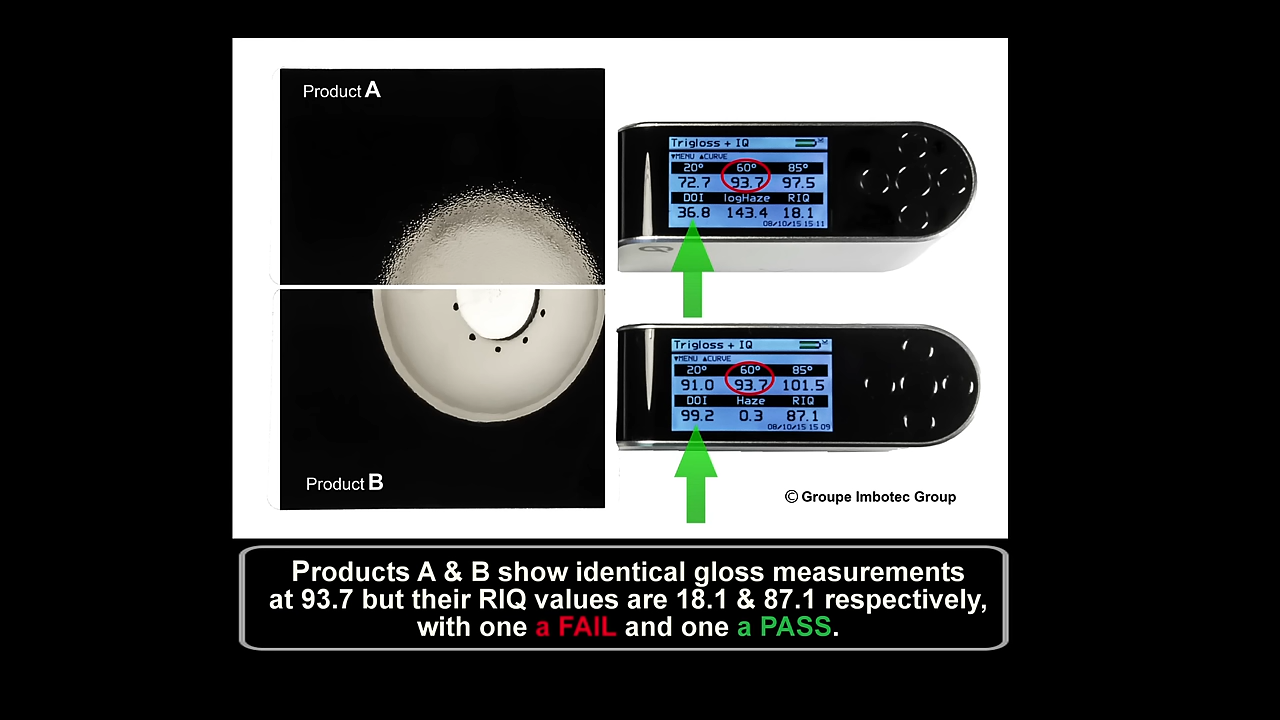 Product A
Trigloss + IQ
▼MENU ▲CURVE
20° 60° 85°
72.7 93.7 97.5
DOI logHaze RIQ
36.8 143.4 18.1
08/10/15 15:11
Product B
Trigloss + IQ
▼MENU ▲CURVE
20° 60° 85°
91.0 93.7 101.5
DOI Haze RIQ
99.2 0.3 87.1
08/10/15 15:09
© Groupe Imbotec Group
Products A & B show identical gloss measurements
at 93.7 but their RIQ values are 18.1 & 87.1 respectively,
with one a FAIL and one a PASS.